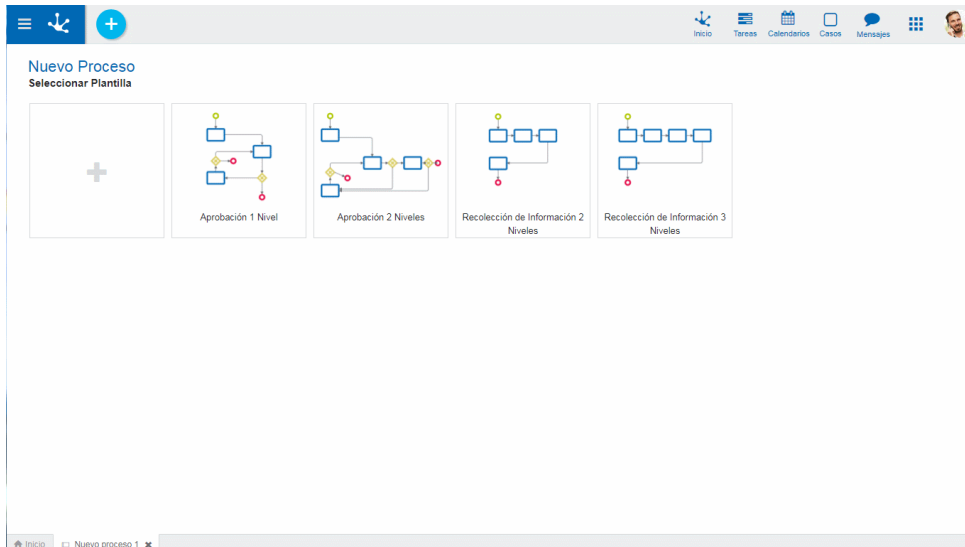 Inicio
Tareas
Calendarios
Casos
Mensajes
Nuevo Proceso
Seleccionar Plantilla
Aprobación 1 Nivel
Aprobación 2 Niveles
Recolección de Información 2
Niveles
Recolección de Información 3
Niveles
Inicio
Nuevo proceso 1